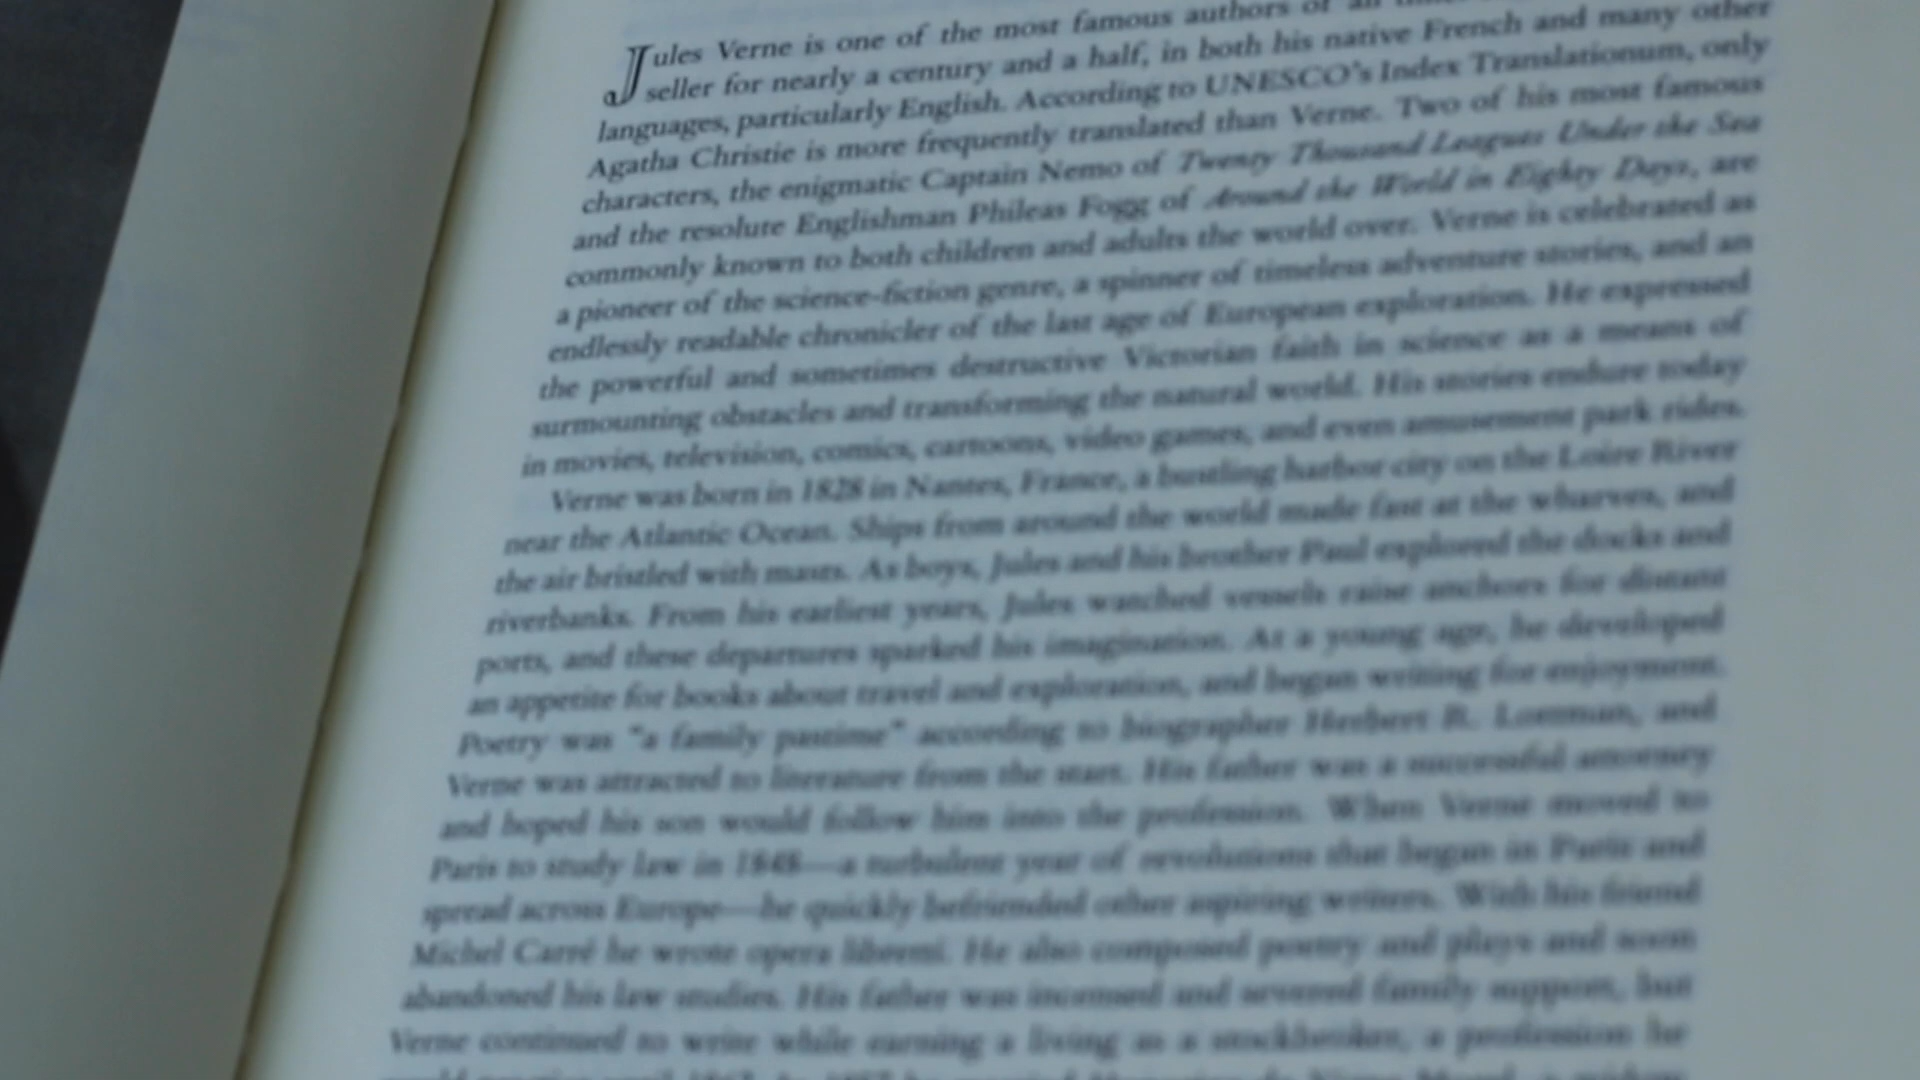 Jules Verne is one of the most famous authors of all
seller for nearly a century and a half, in both his native French and many other
languages, particularly English. According to UNESCO's Index Translationum, only
Agatha Christie is more frequently translated than Verne. Two of his most famous
characters, the enigmatic Captain Nemo of Twenty Thousand Leagues Under the Sea
and the resolute Englishman Phileas Fogg of Around the World in Eighty Days, are
commonly known to both children and adults the world over. Verne is celebrated as
a pioneer of the science-fiction genre, a spinner of timeless adventure stories, and an
endlessly readable chronicler of the last age of European exploration. He expressed
the powerful and sometimes destructive Victorian faith in science as a means of
surmounting obstacles and transforming the natural world. His stories endure today
in movies, television, comics, cartoons, video games, and even amusement park rides.
Verne was born in 1828 in Nantes, France, a bustling harbor city on the Loire River
near the Atlantic Ocean. Ships from around the world made fast at the wharves, and
the air bristled with masts. As boys, Jules and his brother Paul explored the docks and
riverbanks. From his earliest years, Jules watched vessels raise anchors for distant
ports, and these departures sparked his imagination. At a young age, he developed
an appetite for books about travel and exploration, and began writing for enjoyment.
Poetry was "a family pastime" according to biographer Herbert R. Lottman, and
Verne was attracted to literature from the start. His father was a successful attorney
and hoped his son would follow him into the profession. When Verne moved to
Paris to study law in 1848—a turbulent year of revolutions that began in Paris and
spread across Europe—he quickly befriended other aspiring writers. With his friend
Michel Carré he wrote opera libretti. He also composed poetry and plays and soon
abandoned his law studies. His father was incensed and severed family support, but
Verne continued to write while earning a living as a stockbroker, a profession he